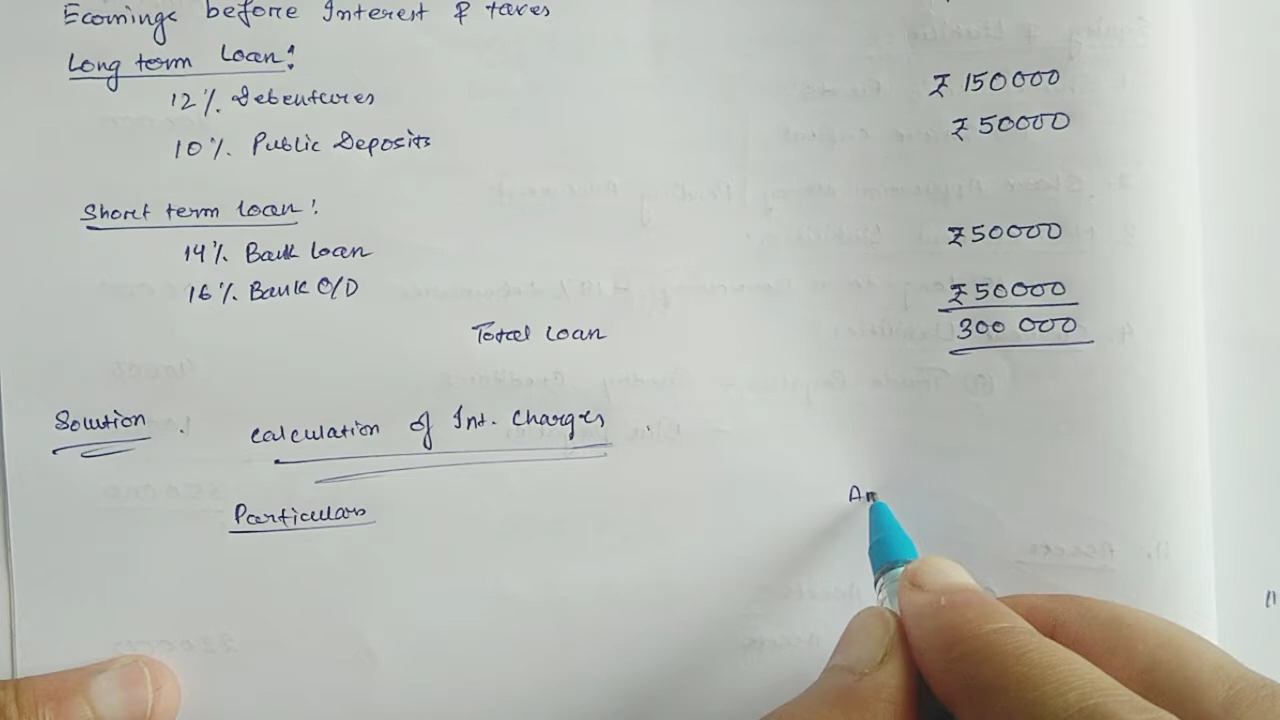 Earnings before Interest & taxes
Long term Loan:
12%. Debentures ₹ 150000
10%. Public Deposits ₹ 50000
Short term loan:
14%. Bank loan ₹ 50000
16%. Bank O/D ₹ 50000
Total loan 300 000
Solution.
Calculation of Int. Charges
Particulars